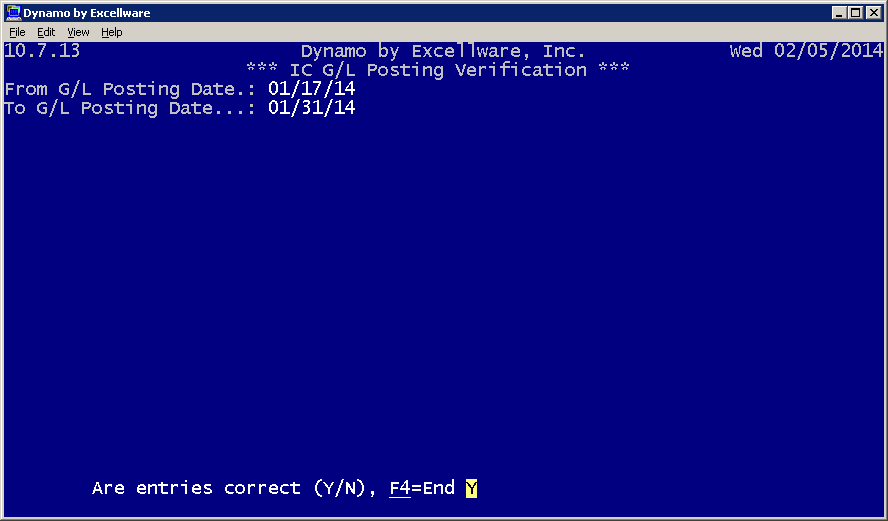 Dynamo by Excellware
File Edit View Help
10.7.13 Dynamo by Excellware, Inc. Wed 02/05/2014
*** IC G/L Posting Verification ***
From G/L Posting Date.: 01/17/14
To G/L Posting Date...: 01/31/14
Are entries correct (Y/N), F4=End Y